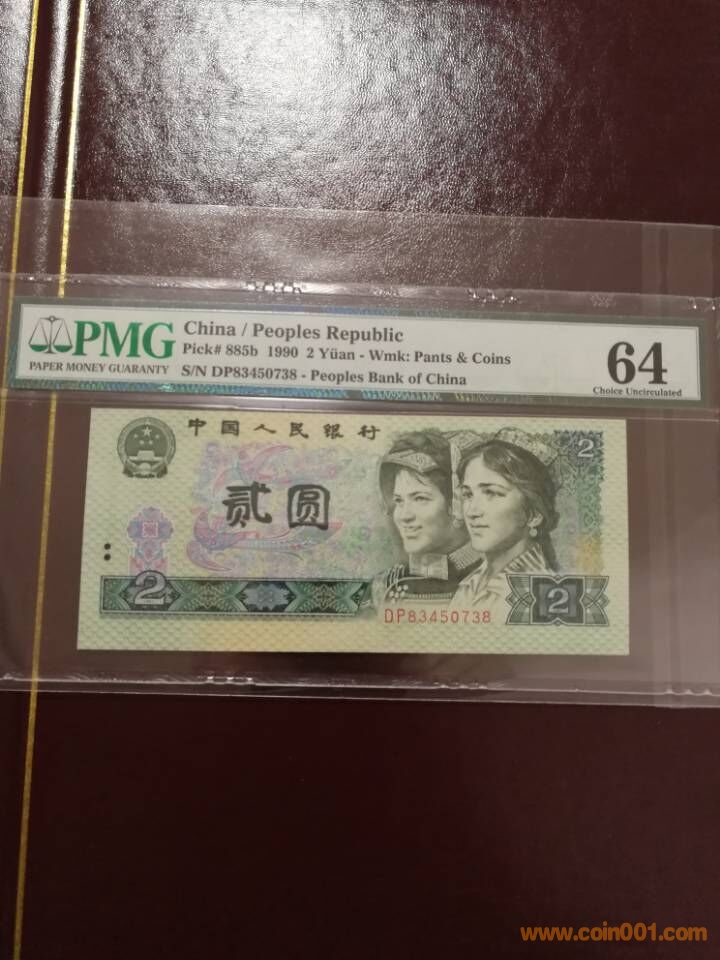 PMG
PAPER MONEY GUARANTY
China / Peoples Republic
Pick# 885b 1990 2 Yüan - Wmk: Pants & Coins
S/N DP83450738 - Peoples Bank of China
64
Choice Uncirculated
中国人民银行
2
贰圆
2
2
DP83450738
www.coin001.com